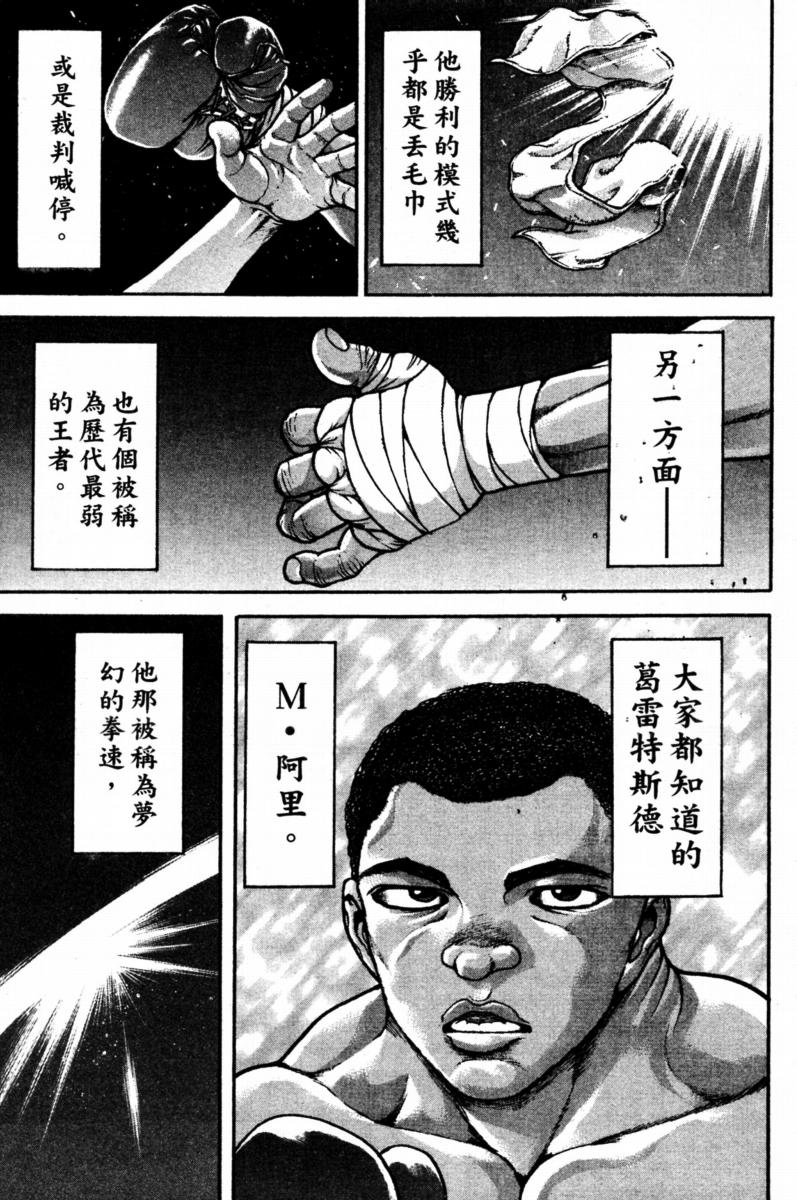 他勝利的模式幾
乎都是丟毛巾
或是裁判喊停。
另一方面——
也有個被稱
為歷代最弱
的王者。
大家都知道的
葛雷特斯德
M・阿里。
他那被稱為夢
幻的拳速，